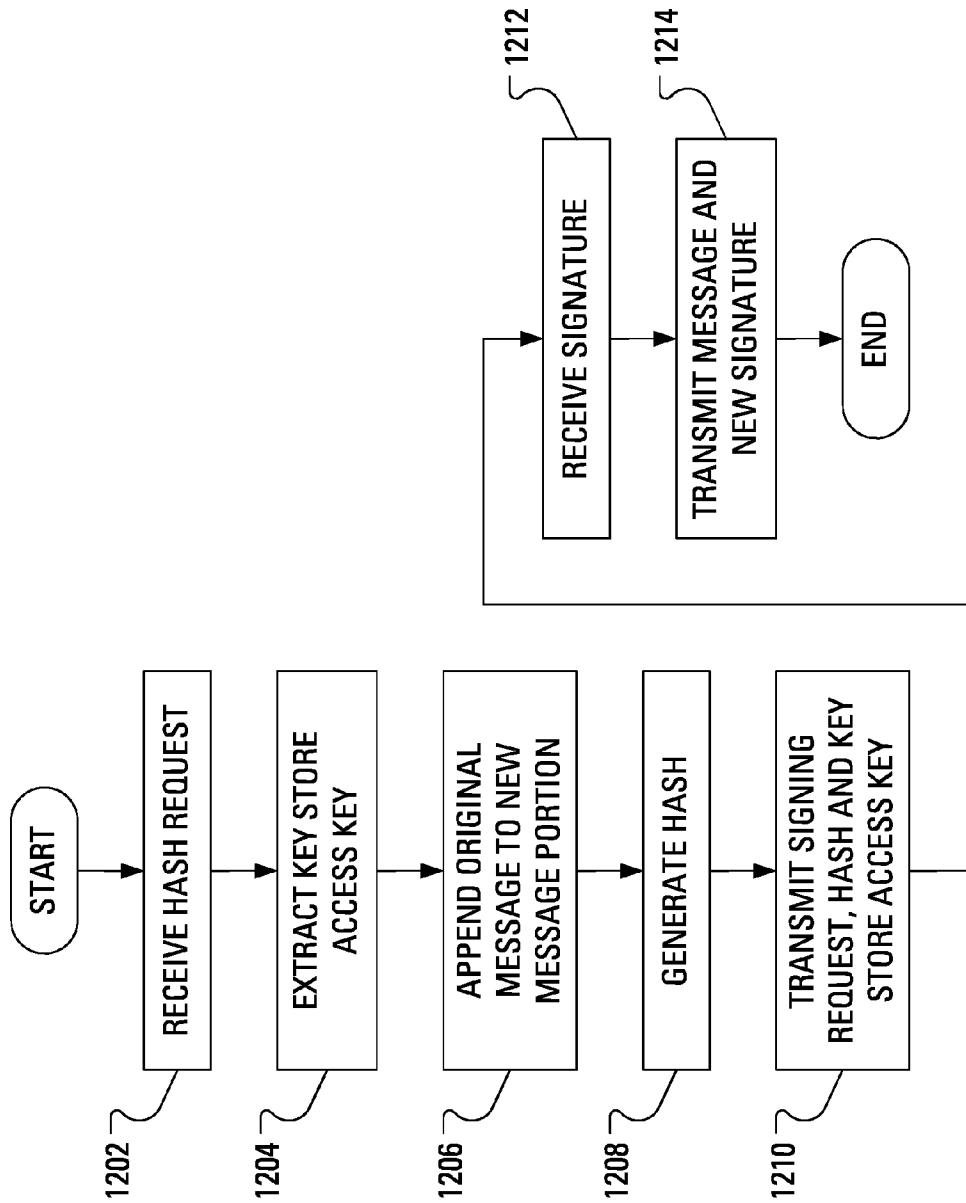 START
RECEIVE HASH REQUEST
1202
EXTRACT KEY STORE
ACCESS KEY
1204
APPEND ORIGINAL
MESSAGE TO NEW
MESSAGE PORTION
1206
GENERATE HASH
1208
TRANSMIT SIGNING
REQUEST, HASH AND KEY
STORE ACCESS KEY
1210
RECEIVE SIGNATURE
1212
TRANSMIT MESSAGE AND
NEW SIGNATURE
1214
END